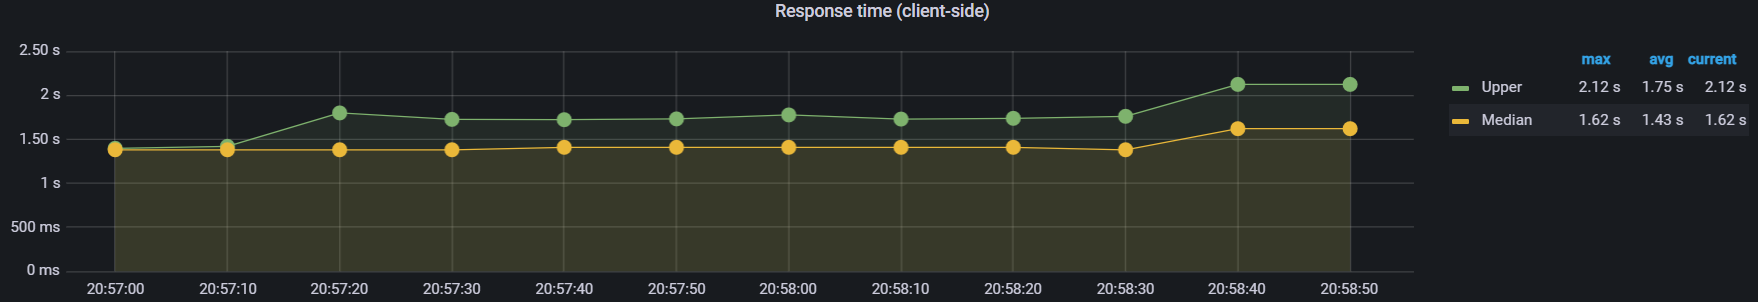 Response time (client-side)
2.50 s
2 s
1.50 s
1 s
500 ms
0 ms
20:57:00 20:57:10 20:57:20 20:57:30 20:57:40 20:57:50 20:58:00 20:58:10 20:58:20 20:58:30 20:58:40 20:58:50
max avg current
Upper 2.12 s 1.75 s 2.12 s
Median 1.62 s 1.43 s 1.62 s